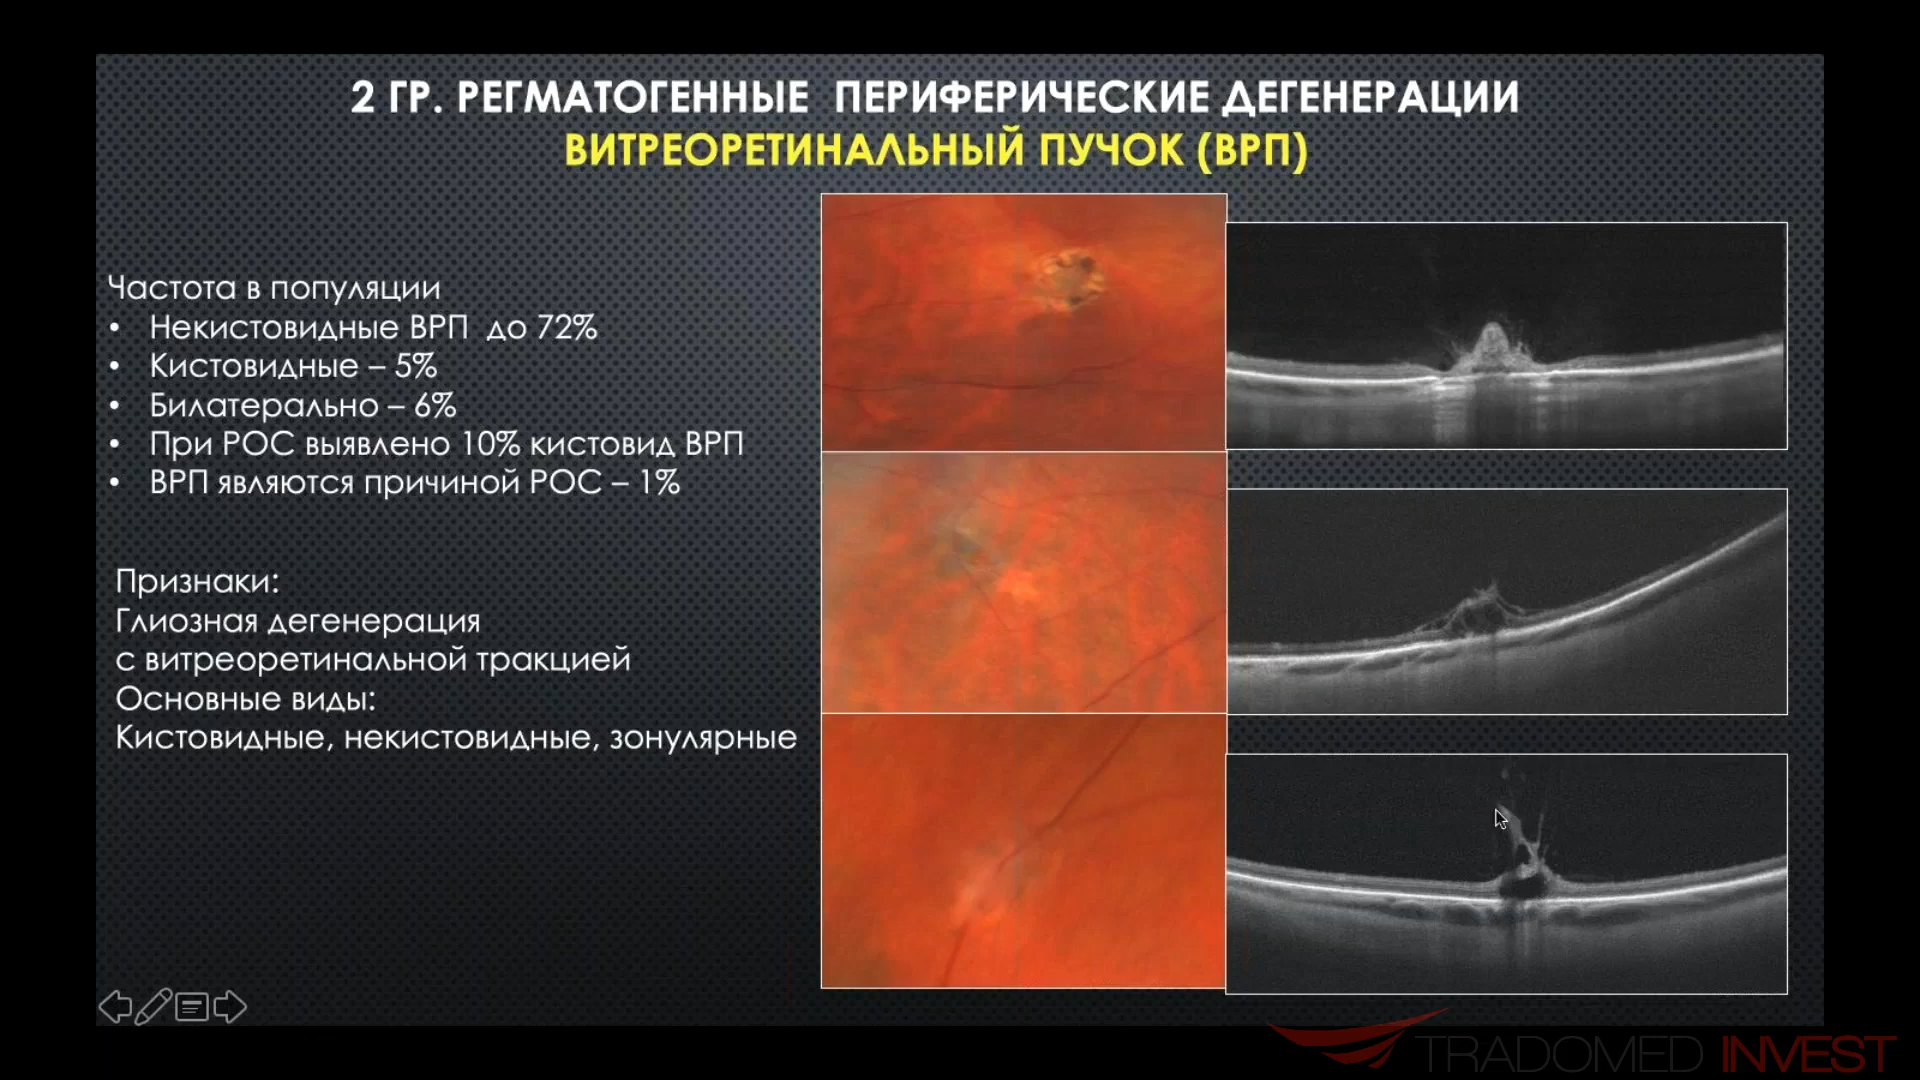 2 ГР. РЕГМАТОГЕННЫЕ ПЕРИФЕРИЧЕСКИЕ ДЕГЕНЕРАЦИИ
ВИТРЕОРЕТИНАЛЬНЫЙ ПУЧОК (ВРП)
Частота в популяции
• Некистовидные ВРП до 72%
• Кистовидные – 5%
• Билатерально – 6%
• При РОС выявлено 10% кистовид ВРП
• ВРП являются причиной РОС – 1%
Признаки:
Глиозная дегенерация
с витреоретинальной тракцией
Основные виды:
Кистовидные, некистовидные, зонулярные
TRADOMED INVEST